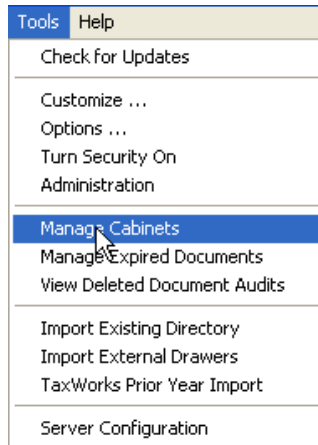 Tools Help
Check for Updates
Customize ...
Options ...
Turn Security On
Administration
Manage Cabinets
Manage Expired Documents
View Deleted Document Audits
Import Existing Directory
Import External Drawers
TaxWorks Prior Year Import
Server Configuration